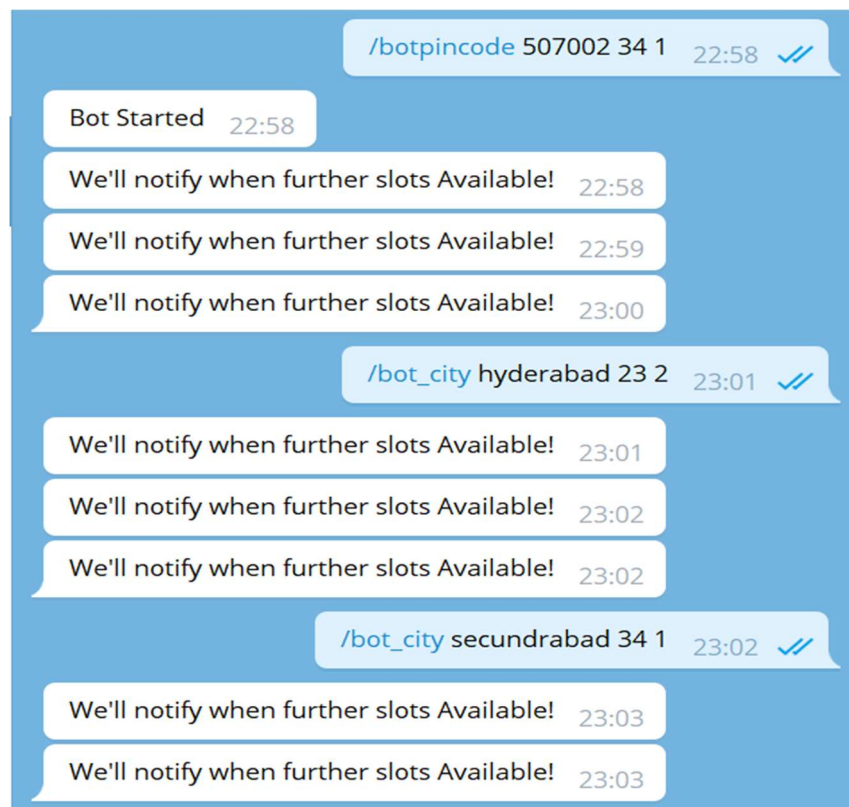 /botpincode 507002 34 1 22:58
Bot Started 22:58
We'll notify when further slots Available! 22:58
We'll notify when further slots Available! 22:59
We'll notify when further slots Available! 23:00
/bot_city hyderabad 23 2 23:01
We'll notify when further slots Available! 23:01
We'll notify when further slots Available! 23:02
We'll notify when further slots Available! 23:02
/bot_city secundrabad 34 1 23:02
We'll notify when further slots Available! 23:03
We'll notify when further slots Available! 23:03